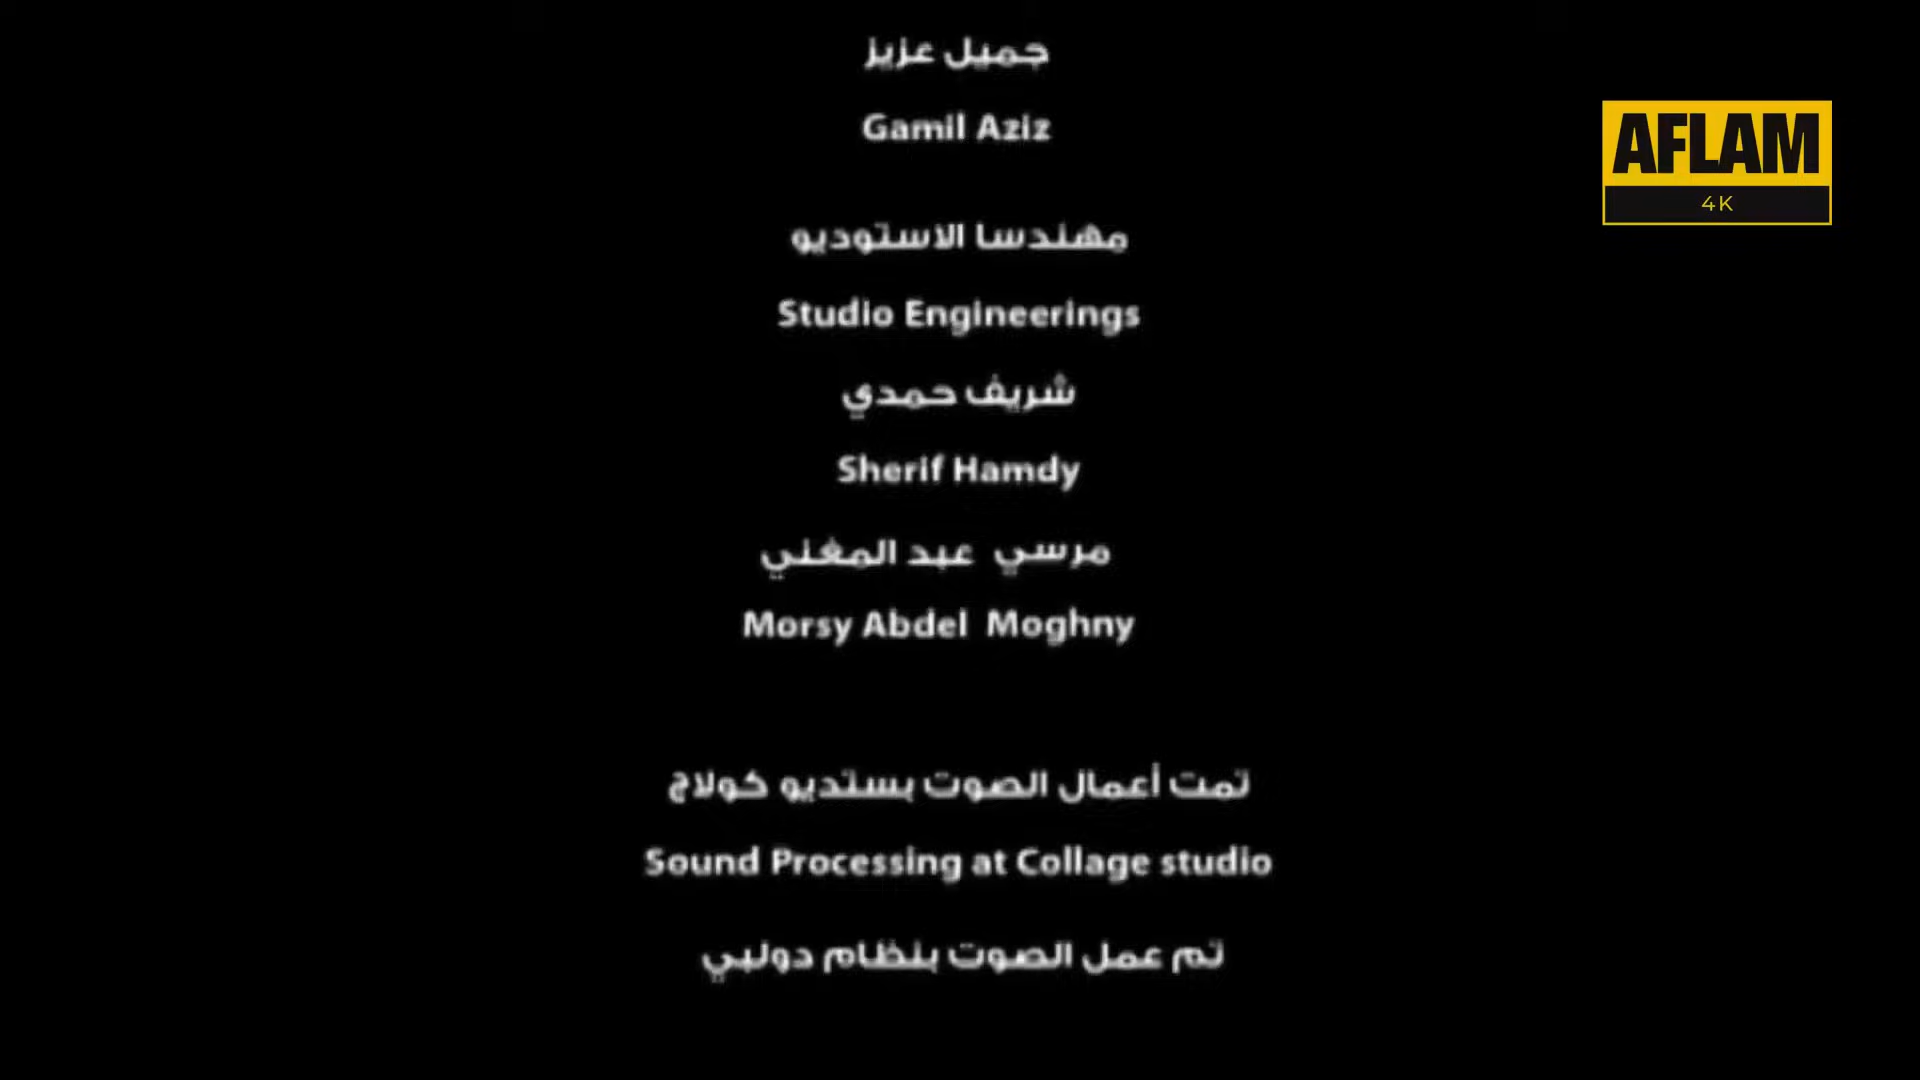 جميل عزيز
Gamil Aziz
AFLAM
4K
مهندسا الاستوديو
Studio Engineerings
شريف حمدي
Sherif Hamdy
مرسي عبد المغني
Morsy Abdel Moghny
تمت أعمال الصوت بستديو كولاج
Sound Processing at Collage studio
تم عمل الصوت بنظام دولبي